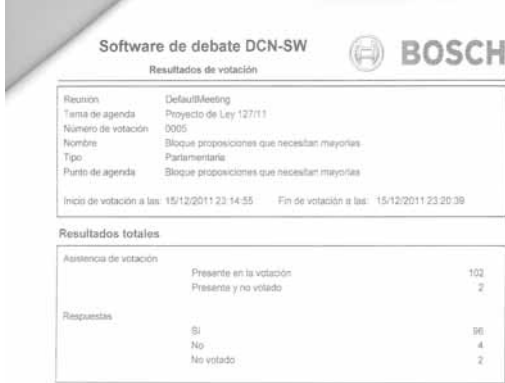 Software de debate DCN-SW
BOSCH
Resultados de votación
Reunión DefaultMeeting
Tema de agenda Proyecto de Ley 127/11
Número de votación 0005
Nombre Bloque proposiciones que necesitan mayorías
Tipo Parlamentaria
Punto de agenda Bloque proposiciones que necesitan mayorías
Inicio de votación a las: 15/12/2011 23:14:55 Fin de votación a las: 15/12/2011 23:20:39
Resultados totales
Asistencia de votación
Presente en la votación 102
Presente y no votado 2
Respuestas
Sí 96
No 4
No votado 2